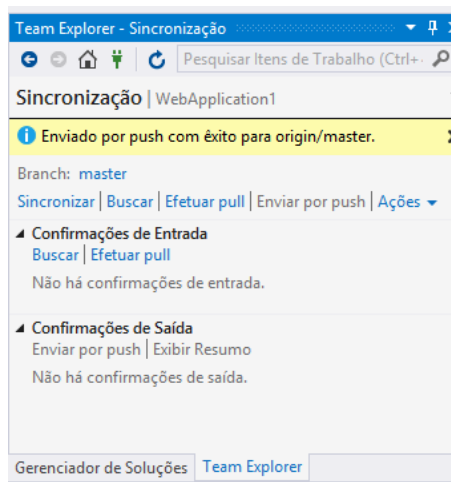 Team Explorer - Sincronização
Pesquisar Itens de Trabalho (Ctrl+
Sincronização | WebApplication1
Enviado por push com êxito para origin/master.
Branch: master
Sincronizar | Buscar | Efetuar pull | Enviar por push | Ações
Confirmações de Entrada
Buscar | Efetuar pull
Não há confirmações de entrada.
Confirmações de Saída
Enviar por push | Exibir Resumo
Não há confirmações de saída.
Gerenciador de Soluções Team Explorer